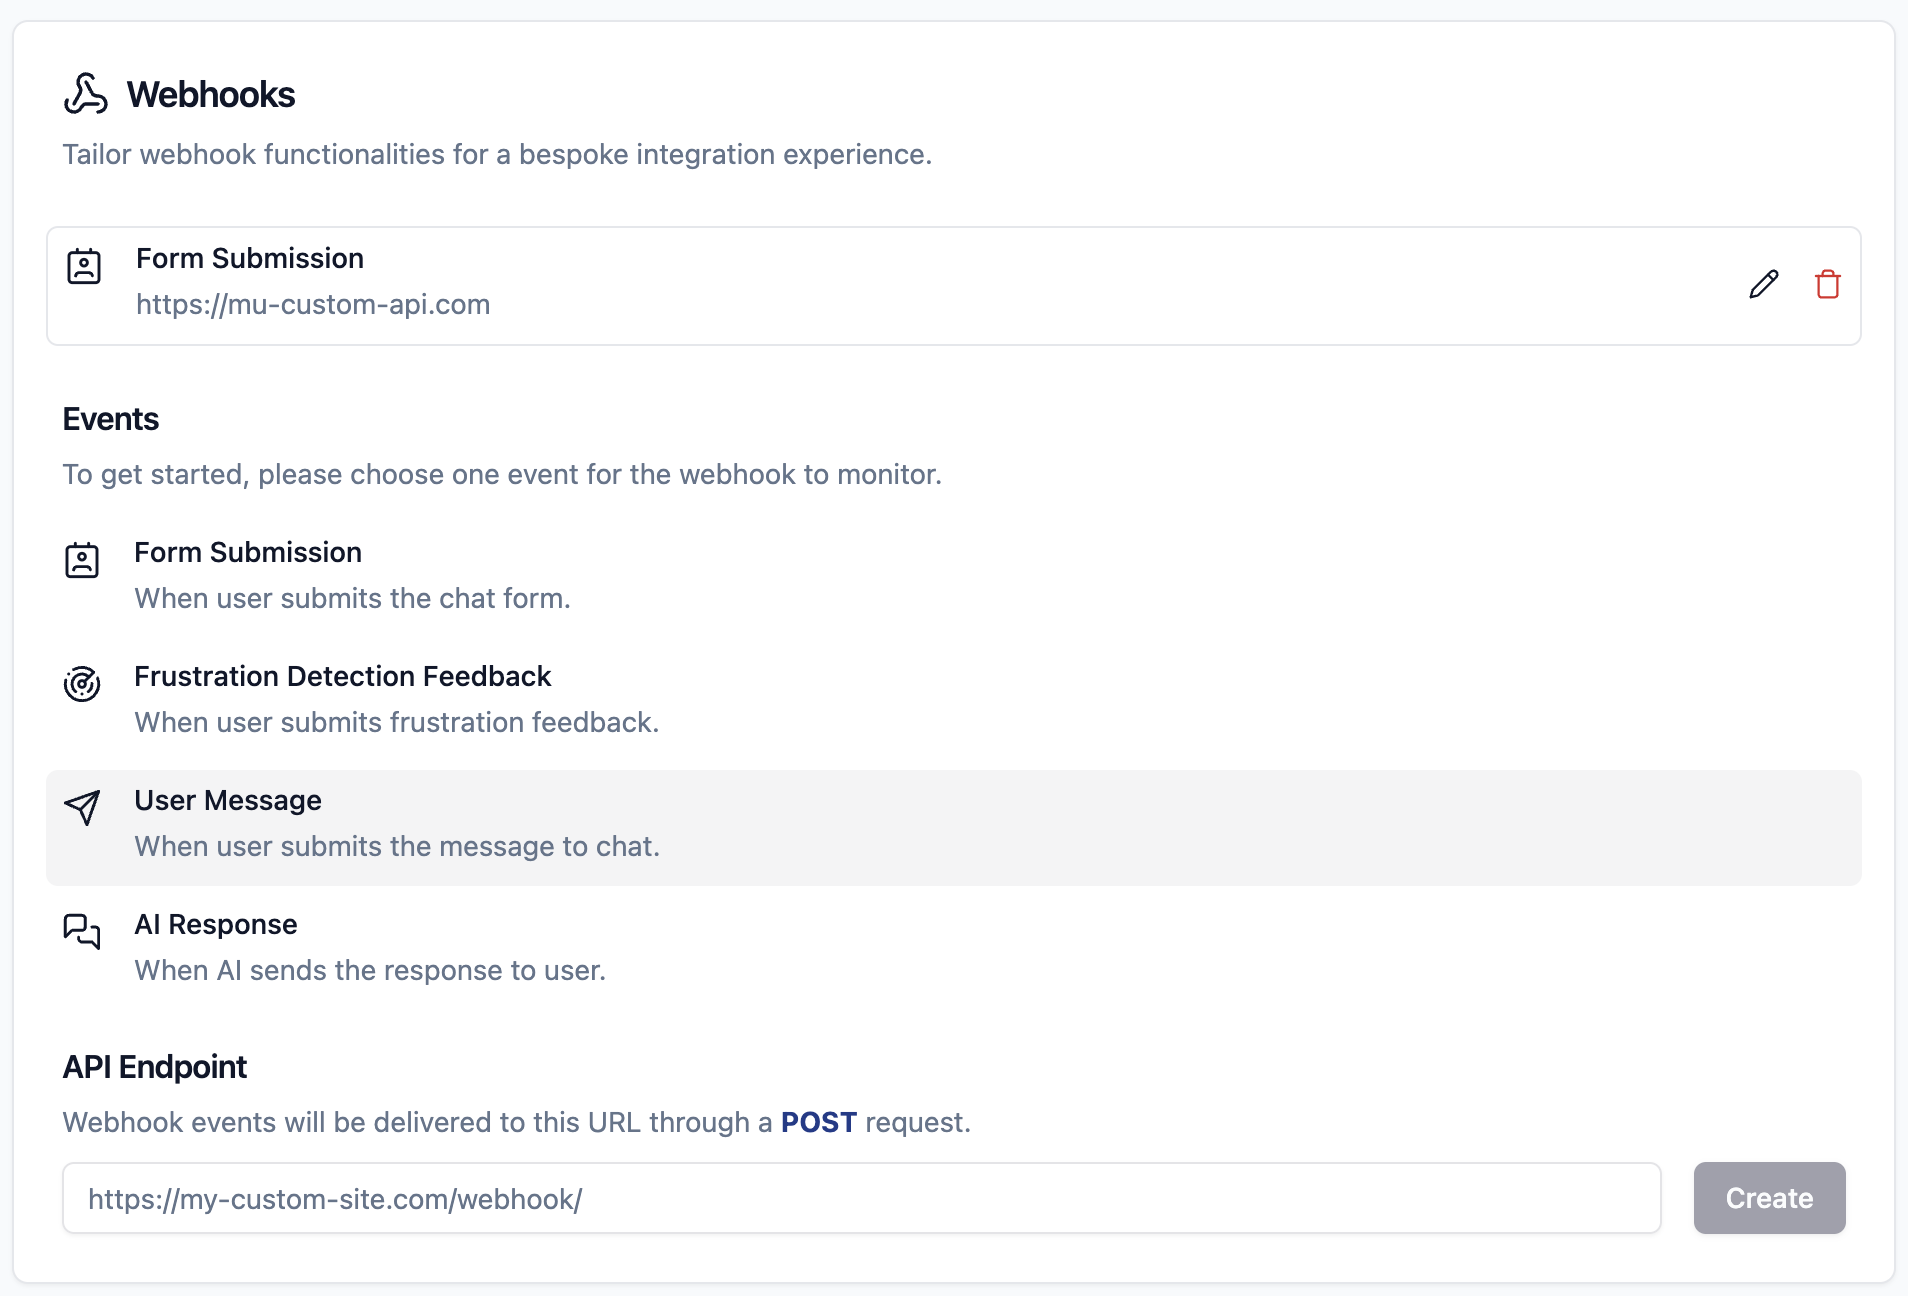 Webhooks
Tailor webhook functionalities for a bespoke integration experience.
Form Submission
https://mu-custom-api.com
Events
To get started, please choose one event for the webhook to monitor.
Form Submission
When user submits the chat form.
Frustration Detection Feedback
When user submits frustration feedback.
User Message
When user submits the message to chat.
AI Response
When AI sends the response to user.
API Endpoint
Webhook events will be delivered to this URL through a POST request.
https://my-custom-site.com/webhook/
Create